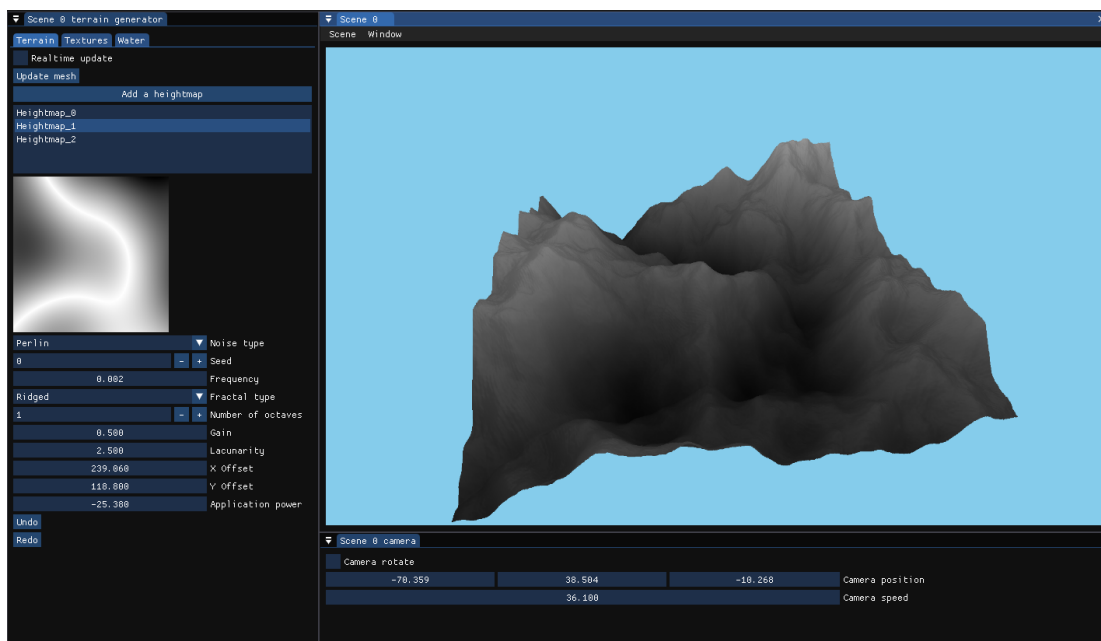 Scene 0 terrain generator
Terrain Textures Water
Realtime update
Update mesh
Add a heightmap
Heightmap_0
Heightmap_1
Heightmap_2
Perlin Noise type
0 - + Seed
0.002 Frequency
Ridged Fractal type
1 - + Number of octaves
0.500 Gain
2.500 Lacunarity
239.060 X Offset
118.800 Y Offset
-25.300 Application power
Undo
Redo
Scene 0
Scene Window
Scene 0 camera
Camera rotate
-70.359 38.504 -10.268 Camera position
36.100 Camera speed